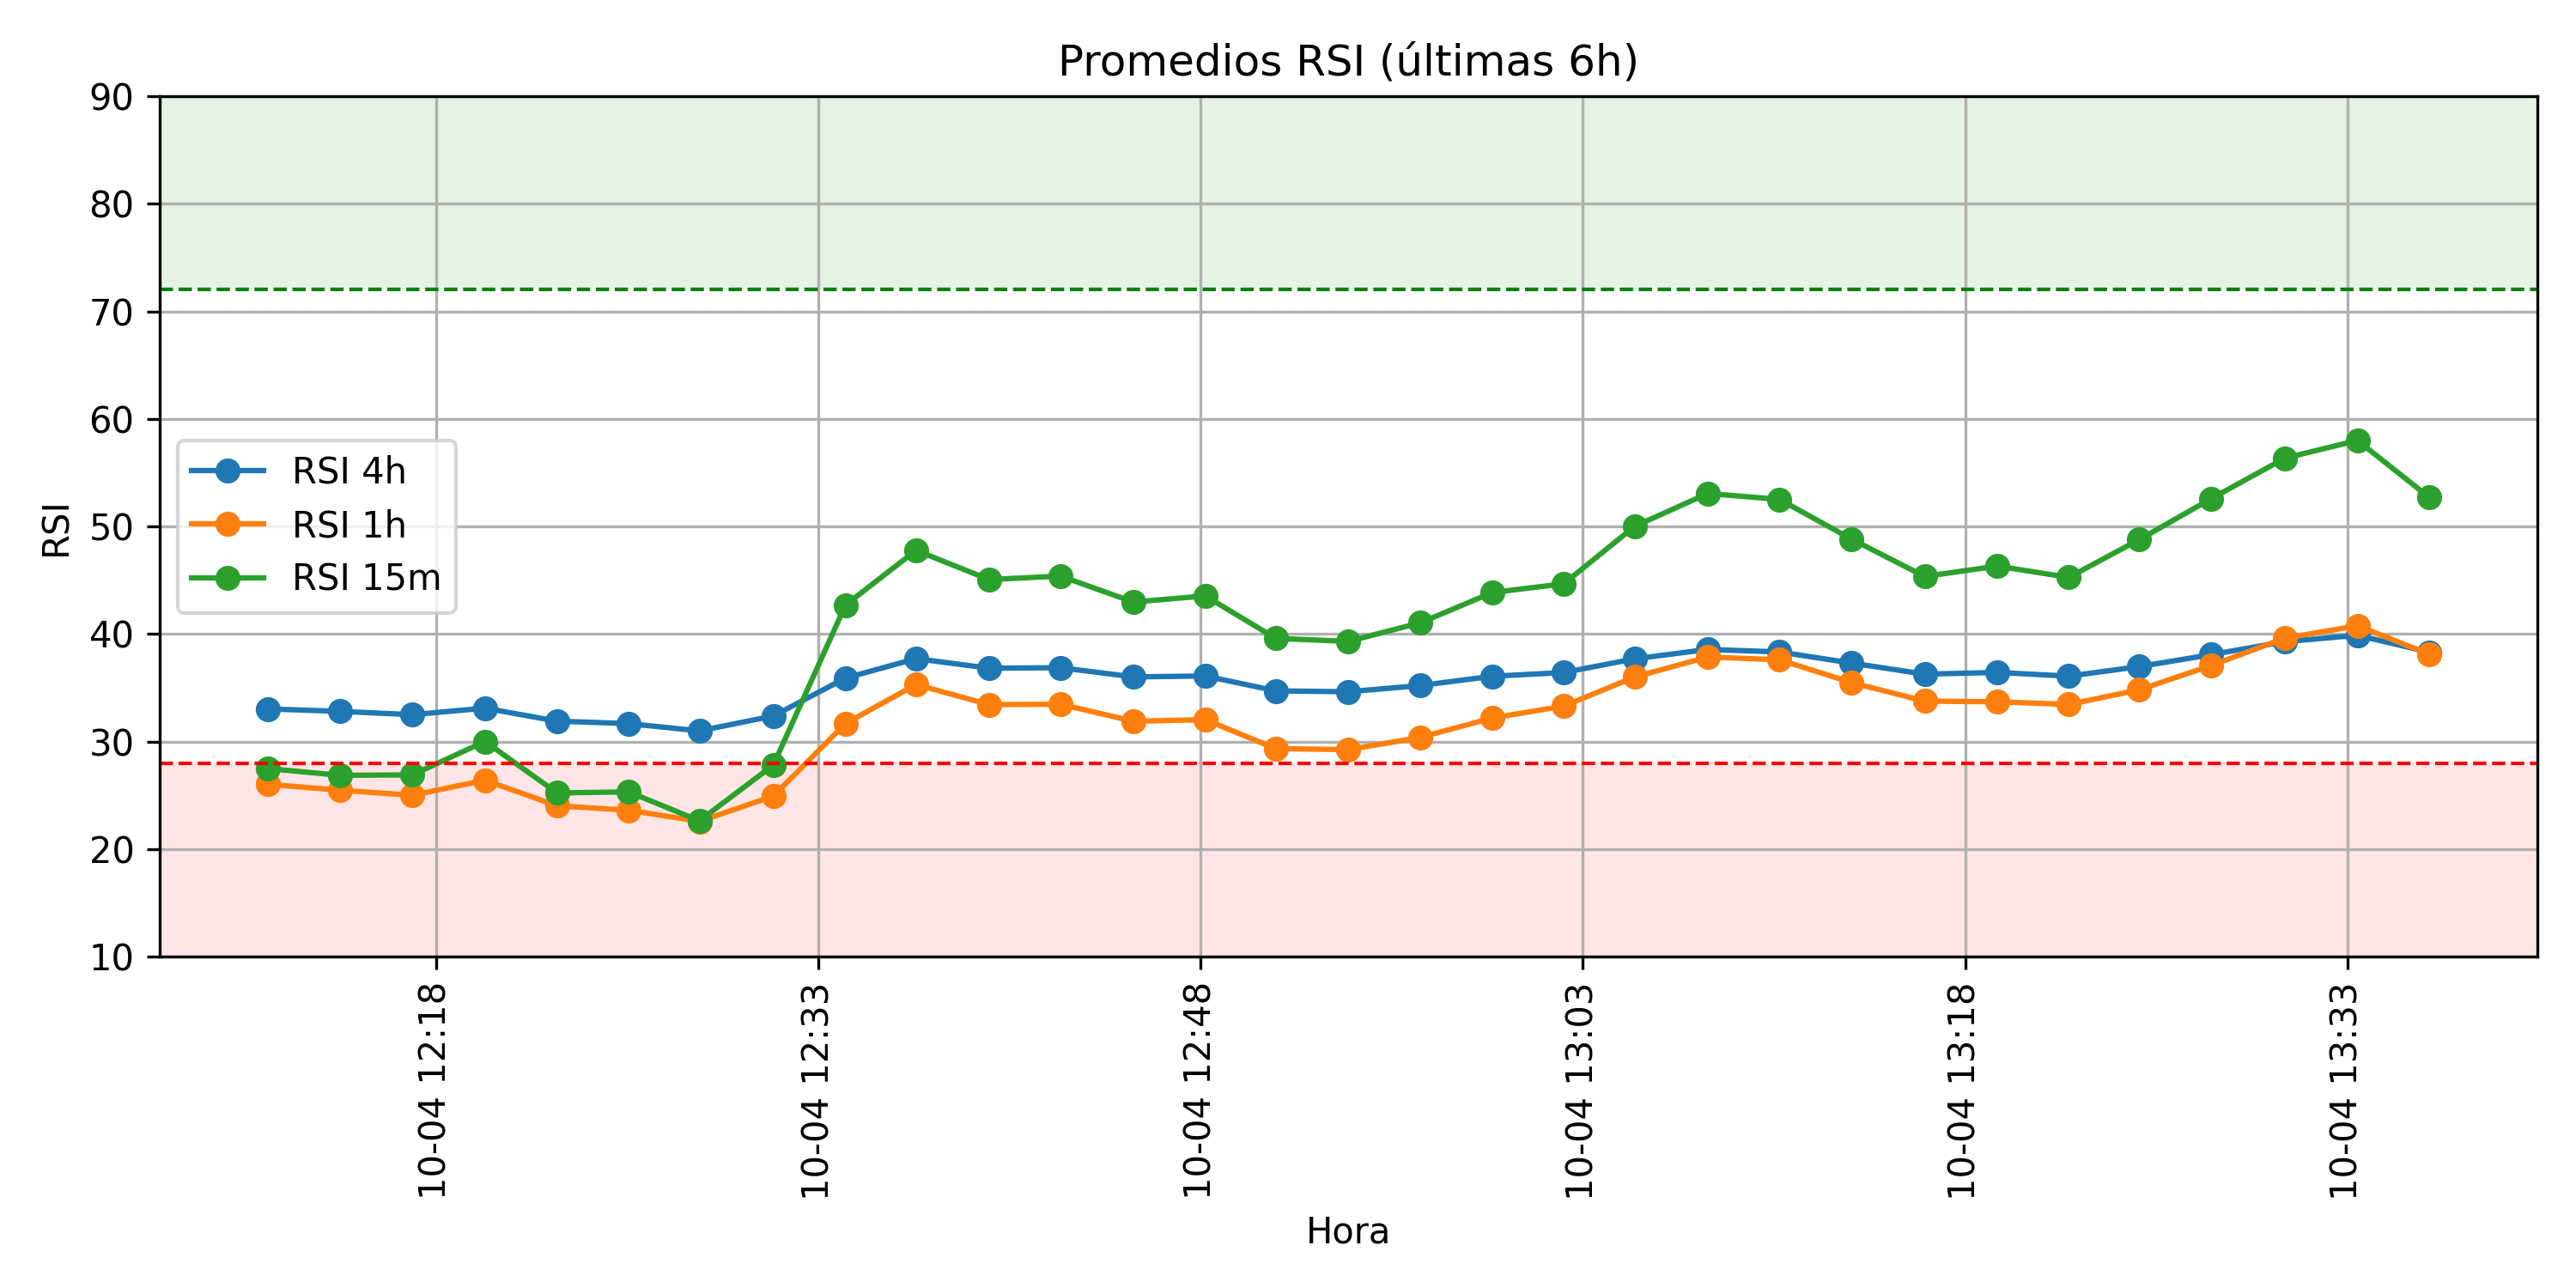 Promedios RSI (últimas 6h)
90
80
70
60
50
40
30
20
10
RSI
RSI 4h
RSI 1h
RSI 15m
10-04 12:18
10-04 12:33
10-04 12:48
10-04 13:03
10-04 13:18
10-04 13:33
Hora